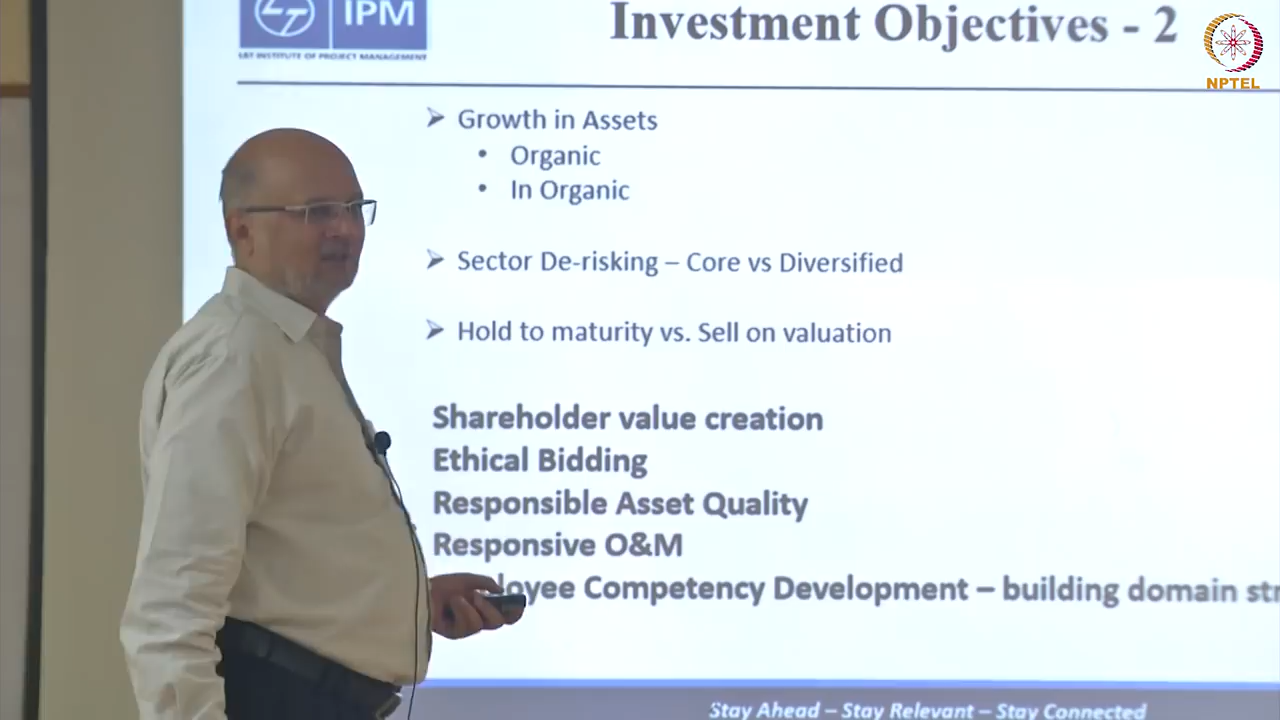 LT IPM
L&T INSTITUTE OF PROJECT MANAGEMENT
Investment Objectives - 2
NPTEL
➢ Growth in Assets
• Organic
• In Organic
➢ Sector De-risking – Core vs Diversified
➢ Hold to maturity vs. Sell on valuation
Shareholder value creation
Ethical Bidding
Responsible Asset Quality
Responsive O&M
Competency Development – building domain
Stay Ahead – Stay Relevant – Stay Connected